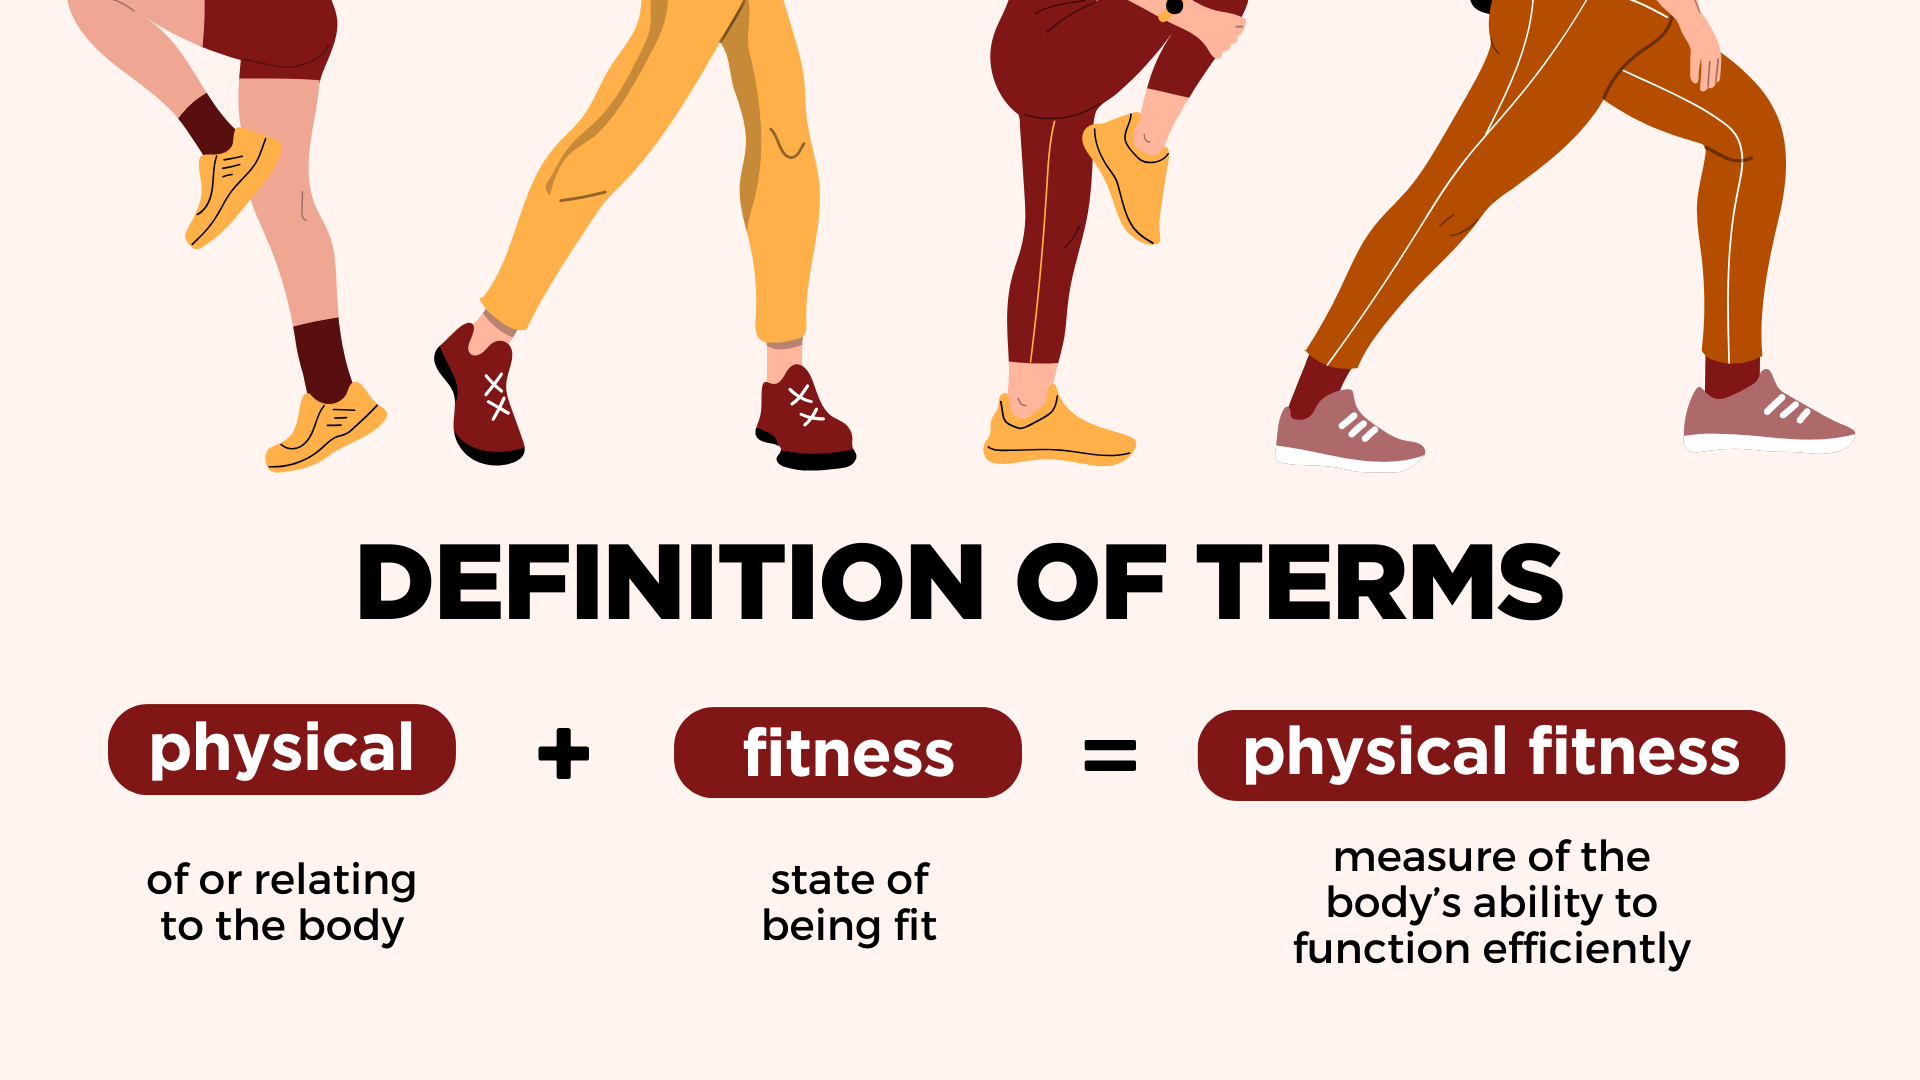 DEFINITION OF TERMS
physical + fitness = physical fitness
of or relating
to the body
state of
being fit
measure of the
body’s ability to
function efficiently